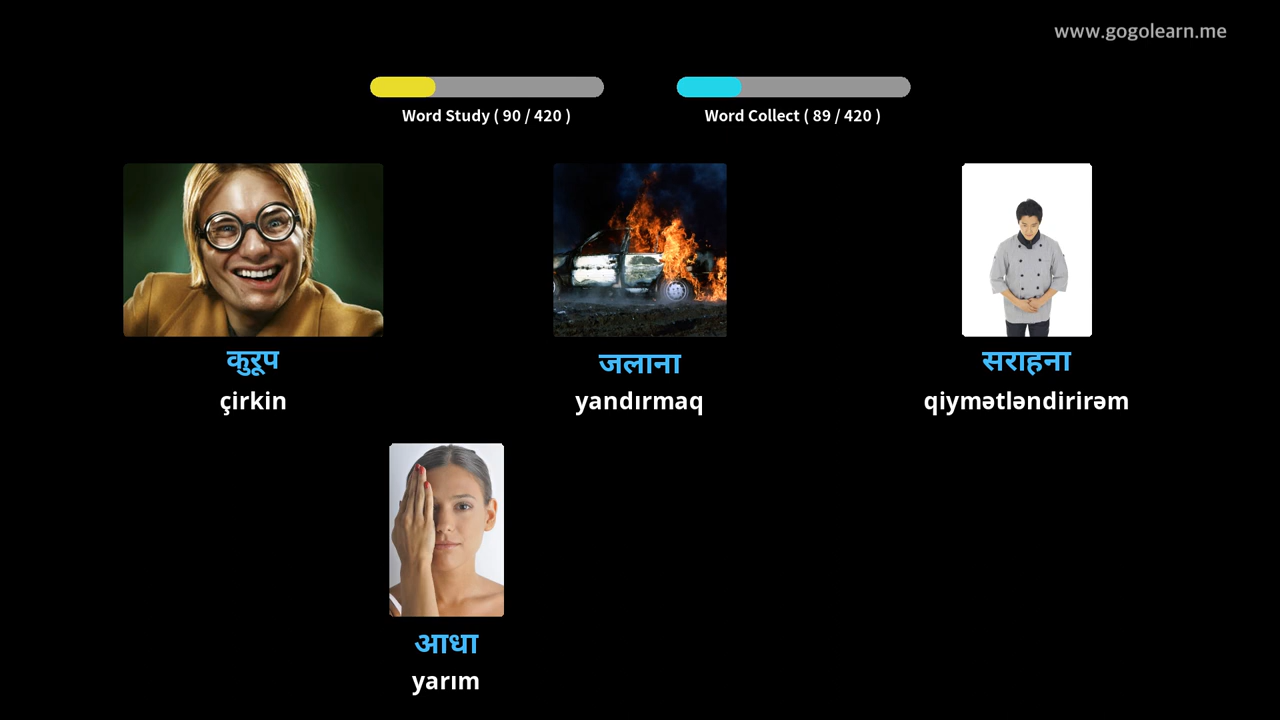 www.gogolearn.me
Word Study ( 90 / 420 )
Word Collect ( 89 / 420 )
कुरूप
जलाना
सराहना
çirkin
yandırmaq
qiymətləndirirəm
आधा
yarım